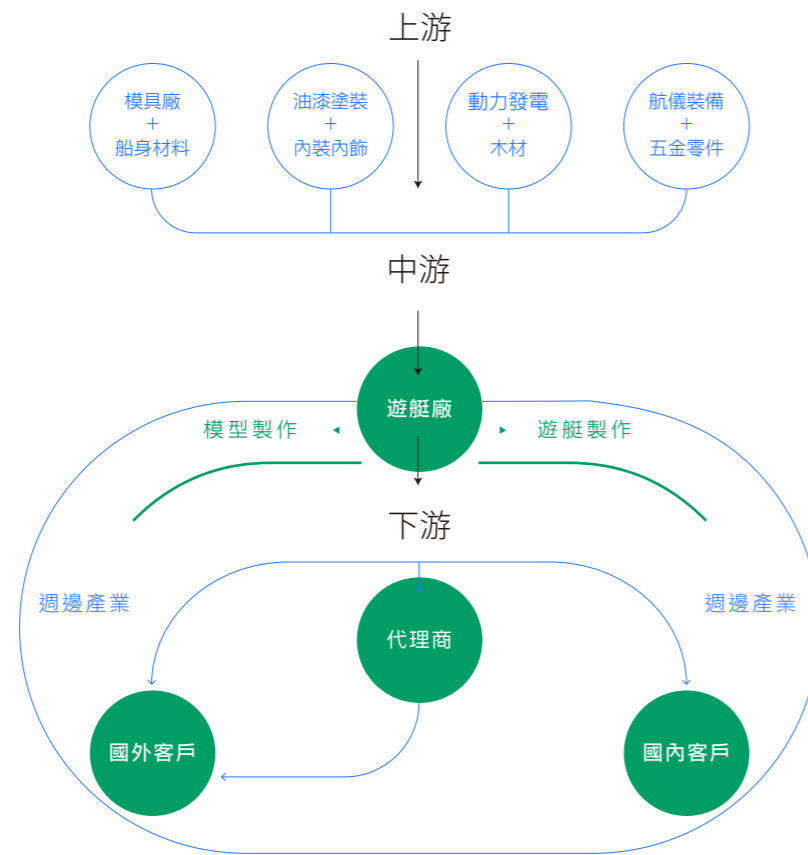 上游
模具廠
+
船身材料
油漆塗裝
+
內裝內飾
動力發電
+
木材
航儀裝備
+
五金零件
中游
遊艇廠
模型製作
遊艇製作
下游
週邊產業
代理商
週邊產業
國外客戶
國內客戶